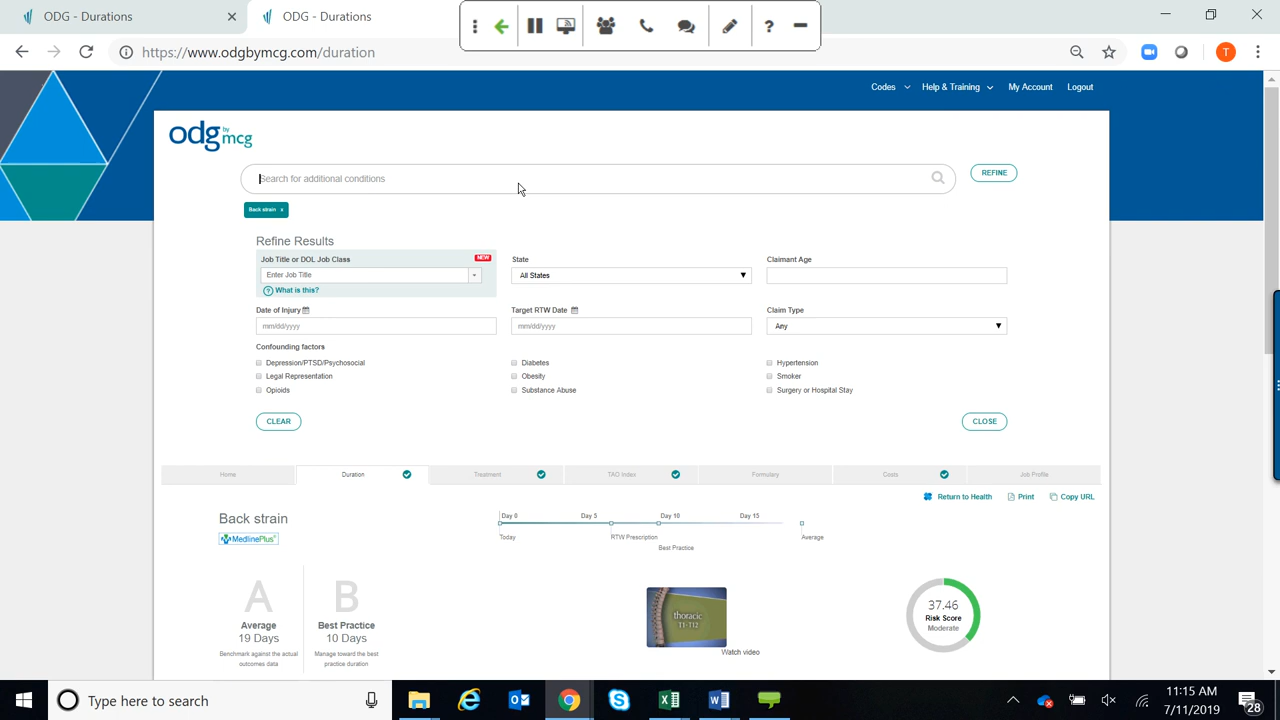 ODG - Durations
ODG - Durations
https://www.odgbymcg.com/duration
T
Codes Help & Training My Account Logout
odg by mcg
Search for additional conditions
REFINE
Back strain x
Refine Results
Job Title or DOL Job Class NEW State Claimant Age
Enter Job Title All States
What is this?
Date of Injury Target RTW Date Claim Type
mm/dd/yyyy mm/dd/yyyy Any
Confounding factors
Depression/PTSD/Psychosocial Diabetes Hypertension
Legal Representation Obesity Smoker
Opioids Substance Abuse Surgery or Hospital Stay
CLEAR CLOSE
Home Duration Treatment TAO Index Formulary Costs Job Profile
Return to Health Print Copy URL
Back strain
MedlinePlus
Day 0 Day 5 Day 10 Day 15
Today RTW Prescription Average
Best Practice
A B
Average Best Practice
19 Days 10 Days
Benchmark against the actual outcomes data
Manage toward the best practice duration
thoracic
T1-T12
Watch video
37.46
Risk Score
Moderate
Type here to search
11:15 AM
7/11/2019
28